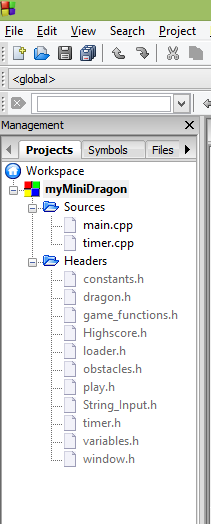 File Edit View Search Project
<global>
Management
Projects Symbols Files
Workspace
myMiniDragon
Sources
main.cpp
timer.cpp
Headers
constants.h
dragon.h
game_functions.h
Highscore.h
loader.h
obstacles.h
play.h
String_Input.h
timer.h
variables.h
window.h